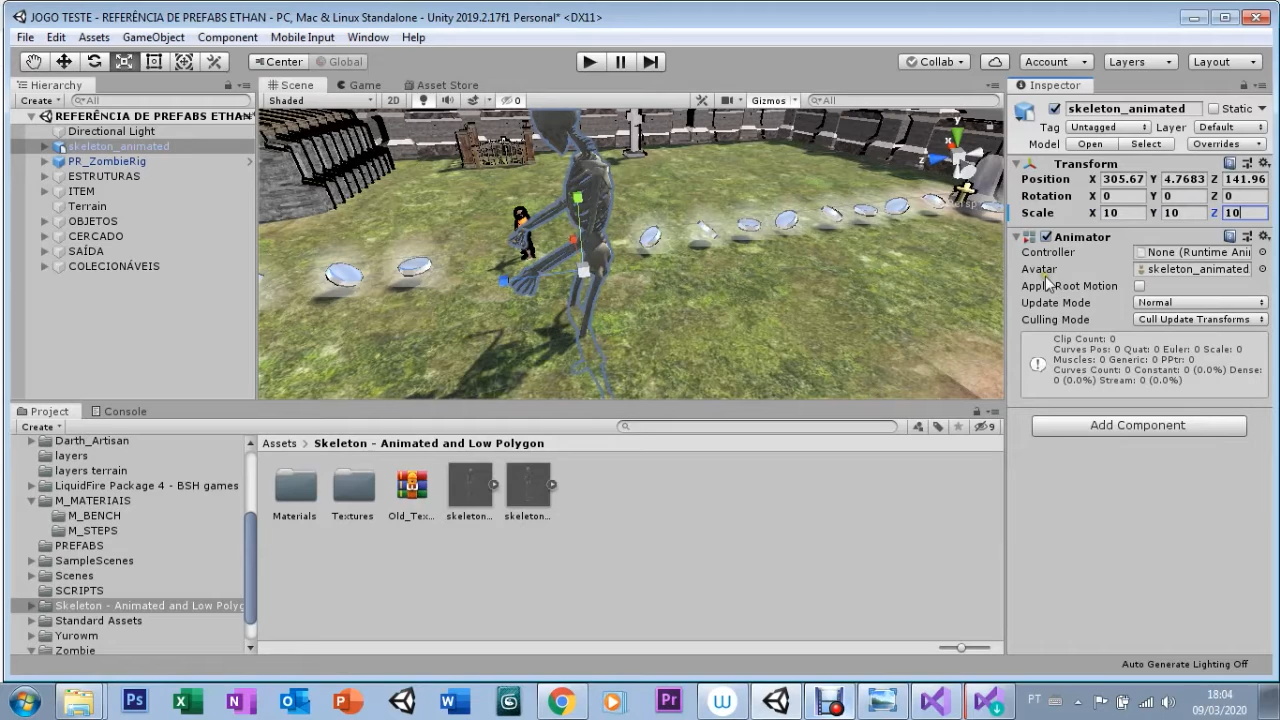 JOGO TESTE - REFERÊNCIA DE PREFABS ETHAN - PC, Mac & Linux Standalone - Unity 2019.2.17f1 Personal* <DX11>
File Edit Assets GameObject Component Mobile Input Window Help
Center Global Collab Account Layers Layout
Hierarchy Scene Game Asset Store Inspector
Create All Shaded 2D 0 Gizmos All
skeleton_animated Static
REFERÊNCIA DE PREFABS ETHAN
Directional Light
Tag Untagged Layer Default
skeleton_animated
Model Open Select Overrides
PR_ZombieRig
Transform
ESTRUTURAS
Position X 305.67 Y 4.7683 Z 141.96
ITEM
Rotation X 0 Y 0 Z 0
Terrain
Scale X 10 Y 10 Z 10
OBJETOS
CERCADO
Animator
SAÍDA
Controller None (Runtime Ani
COLECIONÁVEIS
Avatar skeleton_animated
Root Motion
Update Mode Normal
Culling Mode Cull Update Transforms
Clip Count: 0
Curves Pos: 0 Quat: 0 Euler: 0 Scale: 0
Muscles: 0 Generic: 0 PPtr: 0
Curves Count: 0 Constant: 0 (0.0%) Dense:
0 (0.0%) Stream: 0 (0.0%)
Add Component
y
x
z
Persp
Project Console
Create 9
Darth_Artisan
Assets > Skeleton - Animated and Low Polygon
layers
layers terrain
LiquidFire Package 4 - BSH games
M_MATERIAIS
M_BENCH
M_STEPS
Materials Textures Old_Tex... skeleton... skeleton...
PREFABS
SampleScenes
Scenes
SCRIPTS
Skeleton - Animated and Low Polyg
Standard Assets
Yurowm
Zombie
Auto Generate Lighting Off
Ps X N O P W Pr W PT 18:04
09/03/2020